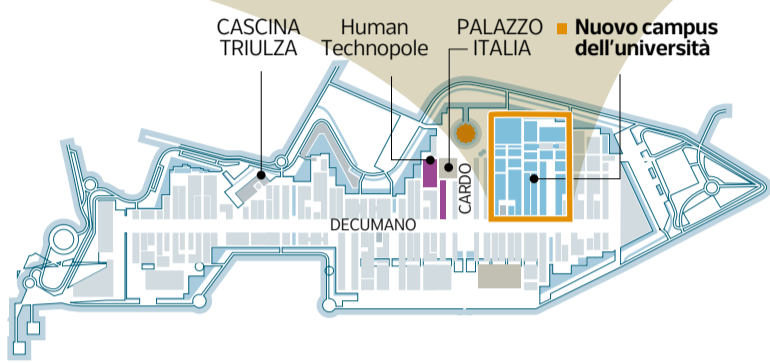 CASCINA
TRIULZA
Human
Technopole
PALAZZO
ITALIA
Nuovo campus
dell'università
CARDO
DECUMANO